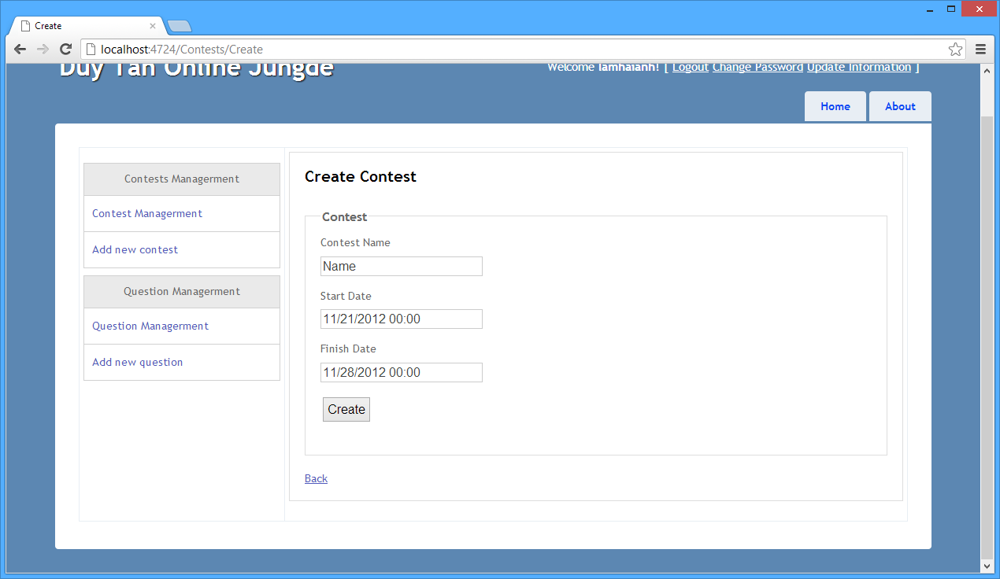 Create
localhost:4724/Contests/Create
Duy Tan Online Jungde
Welcome lamhaianh! [ Logout Change Password Update Information ]
Home About
Contests Managerment
Contest Managerment
Add new contest
Question Managerment
Question Managerment
Add new question
Create Contest
Contest
Contest Name
Name
Start Date
11/21/2012 00:00
Finish Date
11/28/2012 00:00
Create
Back